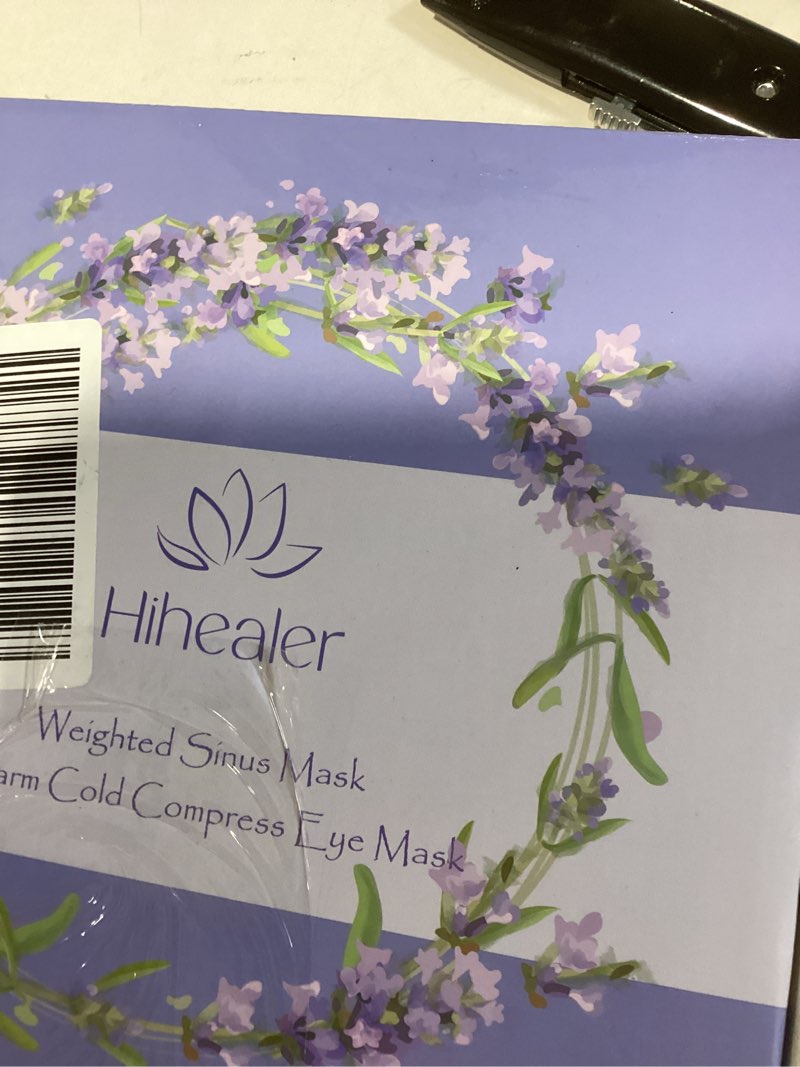 Hihealer
Weighted Sinus Mask
arm Cold Compress Eye Mask